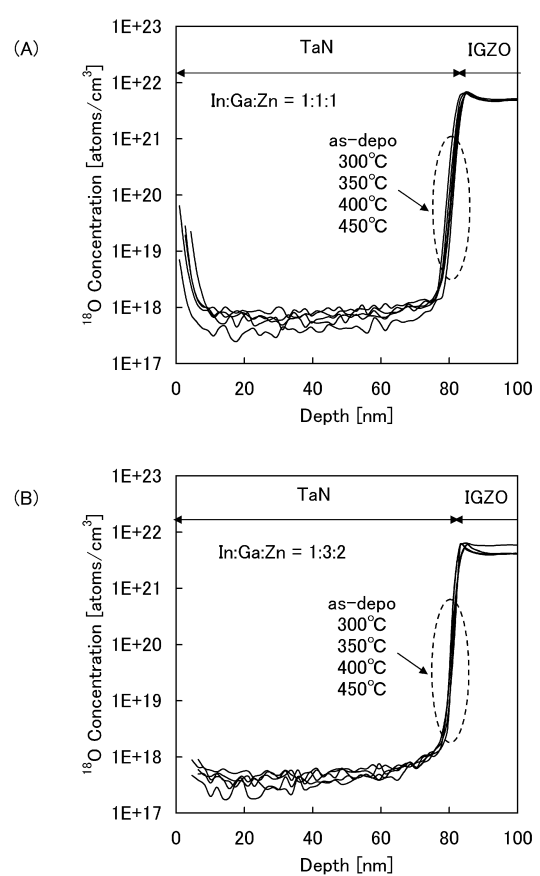 (A)
1E+23
1E+22
1E+21
1E+20
1E+19
1E+18
1E+17
¹⁸O Concentration [atoms/cm³]
TaN
IGZO
In:Ga:Zn = 1:1:1
as-depo
300℃
350℃
400℃
450℃
0 20 40 60 80 100
Depth [nm]
(B)
1E+23
1E+22
1E+21
1E+20
1E+19
1E+18
1E+17
¹⁸O Concentration [atoms/cm³]
TaN
IGZO
In:Ga:Zn = 1:3:2
as-depo
300℃
350℃
400℃
450℃
0 20 40 60 80 100
Depth [nm]